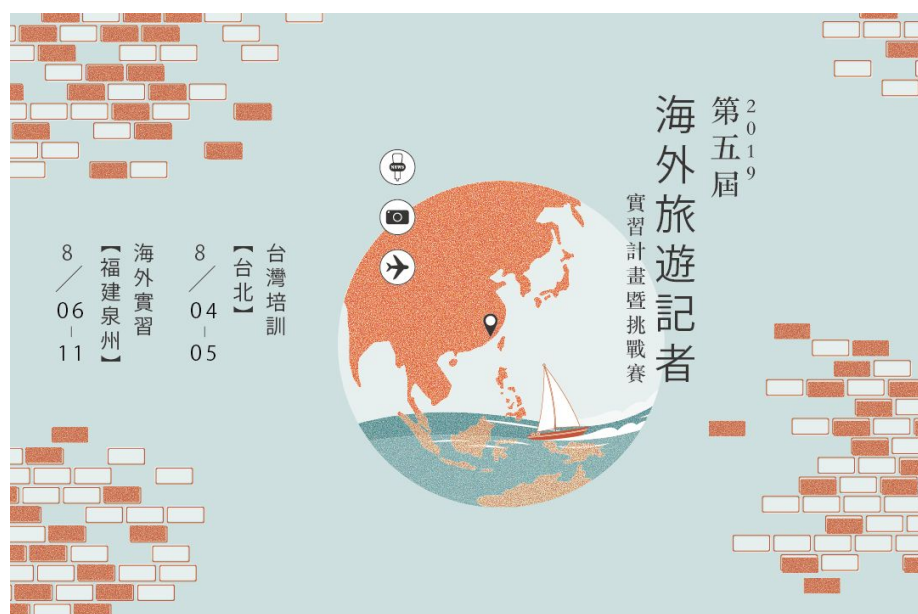 2019
第五屆
海外旅遊記者
實習計畫暨挑戰賽
NEWS
台灣培訓
【台北】
8／04－05
海外實習
【福建泉州】
8／06－11